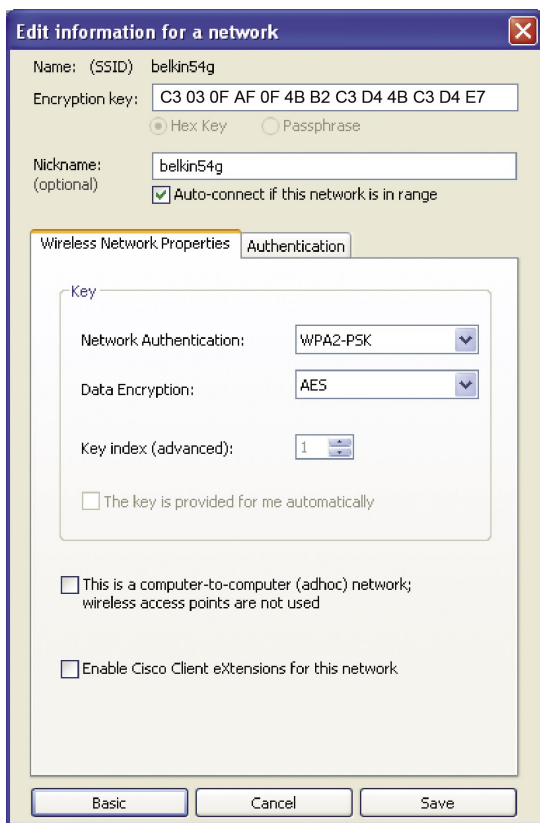 Edit information for a network
Name: (SSID) belkin54g
Encryption key: C3 03 0F AF 0F 4B B2 C3 D4 4B C3 D4 E7
Hex Key Passphrase
Nickname: belkin54g
(optional)
Auto-connect if this network is in range
Wireless Network Properties Authentication
Key
Network Authentication: WPA2-PSK
Data Encryption: AES
Key index (advanced): 1
The key is provided for me automatically
This is a computer-to-computer (adhoc) network;
wireless access points are not used
Enable Cisco Client eXtensions for this network
Basic Cancel Save